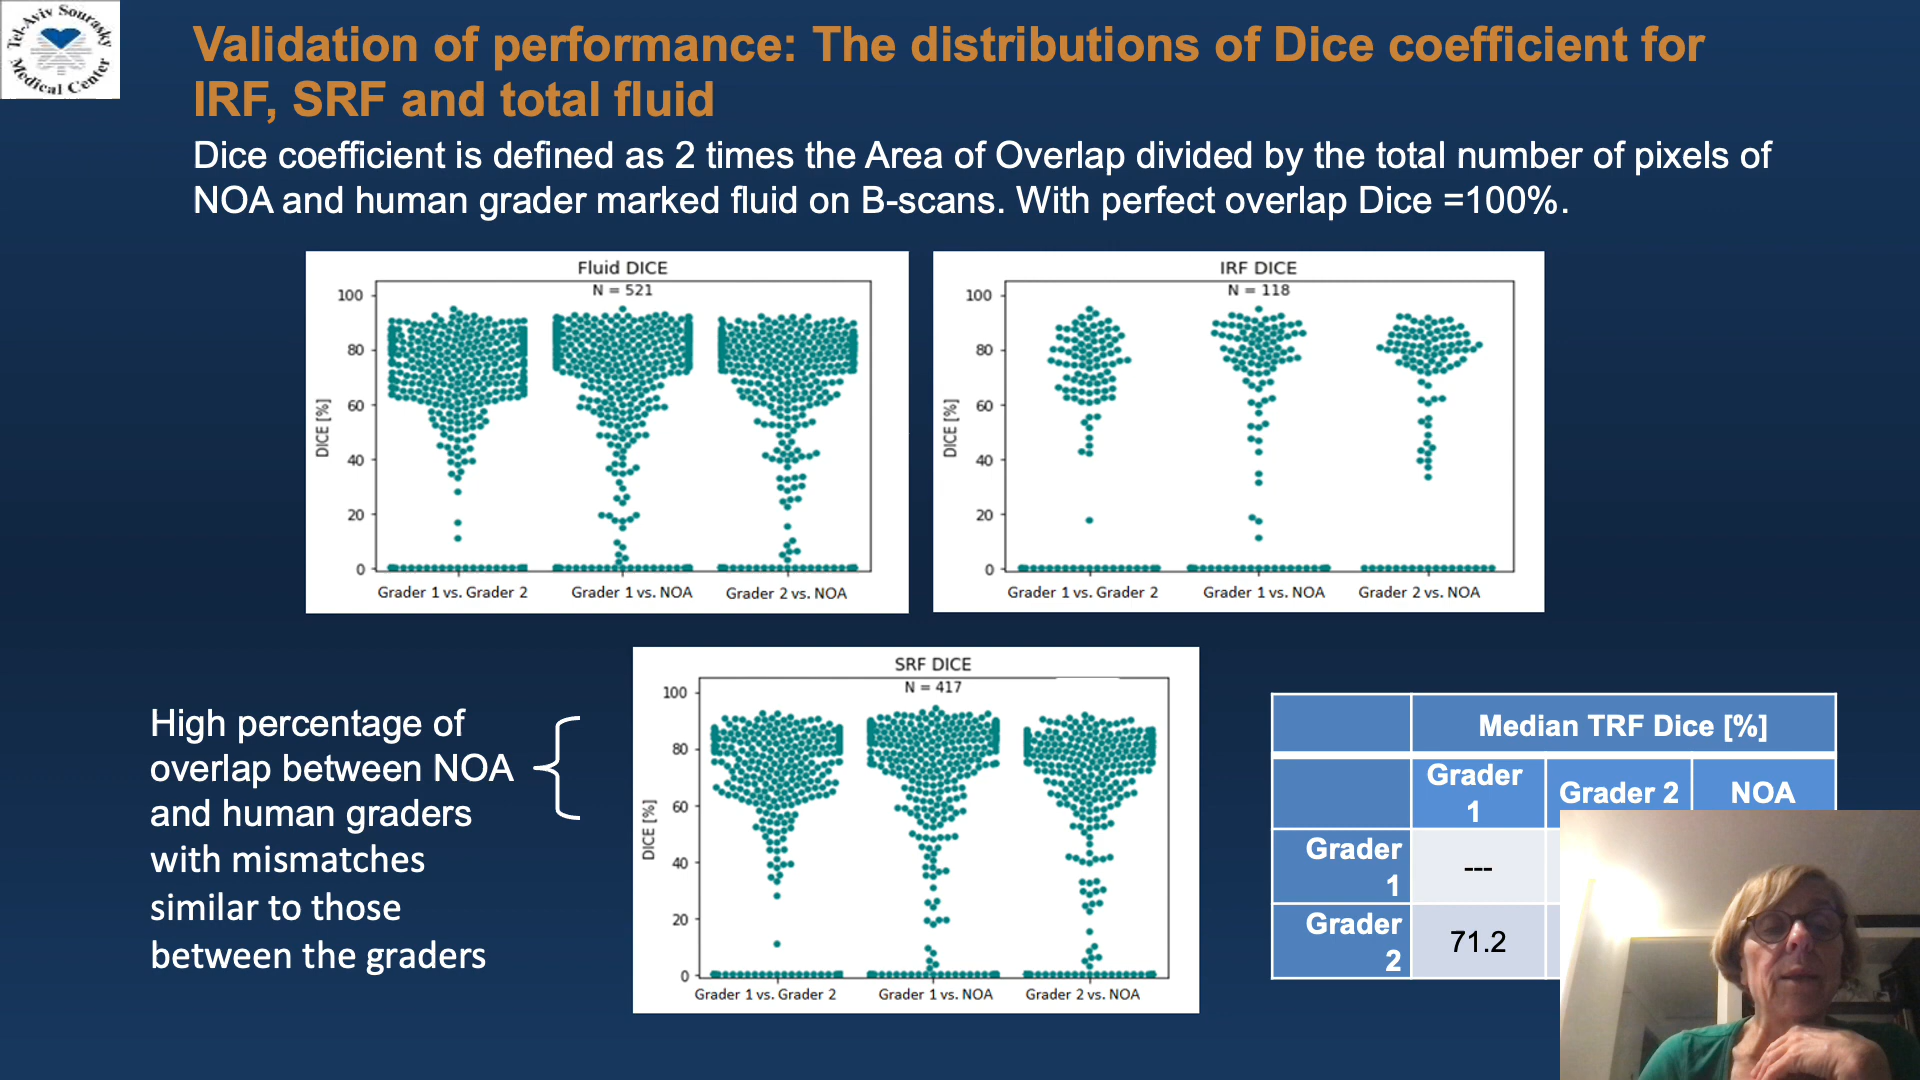 Tel-Aviv Sourasky
Medical Center
Validation of performance: The distributions of Dice coefficient for
IRF, SRF and total fluid
Dice coefficient is defined as 2 times the Area of Overlap divided by the total number of pixels of
NOA and human grader marked fluid on B-scans. With perfect overlap Dice =100%.
Fluid DICE
N = 521
100
80
60
40
20
0
DICE [%]
Grader 1 vs. Grader 2 Grader 1 vs. NOA Grader 2 vs. NOA
IRF DICE
N = 118
100
80
60
40
20
0
DICE [%]
Grader 1 vs. Grader 2 Grader 1 vs. NOA Grader 2 vs. NOA
High percentage of
overlap between NOA
and human graders
with mismatches
similar to those
between the graders
SRF DICE
N = 417
100
80
60
40
20
0
DICE [%]
Grader 1 vs. Grader 2 Grader 1 vs. NOA Grader 2 vs. NOA
Median TRF Dice [%]
Grader
1
Grader 2
NOA
Grader
1
---
Grader
2
71.2